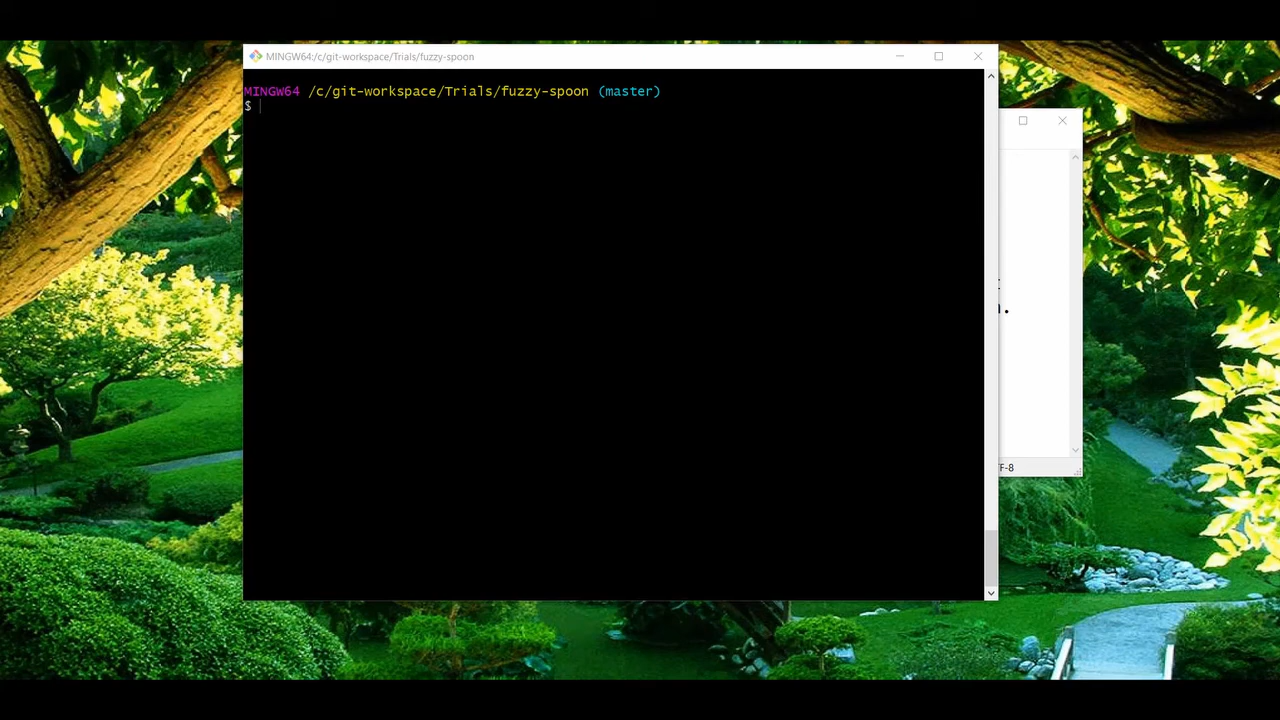 MINGW64:/c/git-workspace/Trials/fuzzy-spoon
MINGW64 /c/git-workspace/Trials/fuzzy-spoon (master)
$
F-8